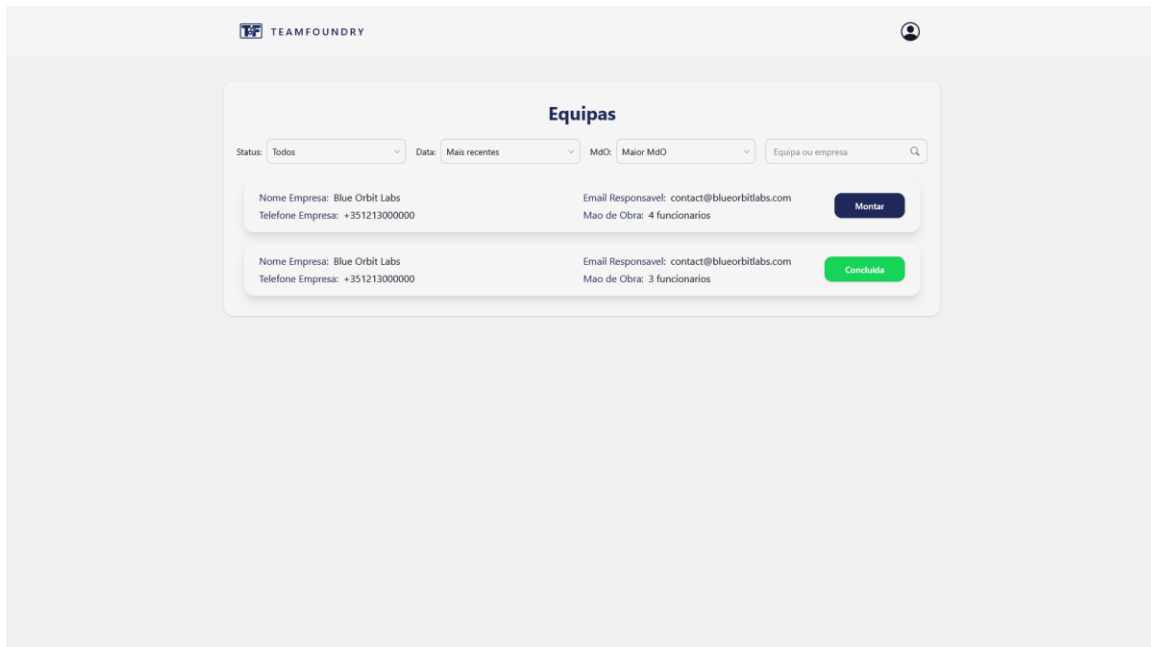 TF TEAMFOUNDRY
Equipas
Status: Todos Data: Mais recentes MdO: Maior MdO Equipa ou empresa
Nome Empresa: Blue Orbit Labs Email Responsavel: contact@blueorbitlabs.com
Telefone Empresa: +351213000000 Mao de Obra: 4 funcionarios
Montar
Nome Empresa: Blue Orbit Labs Email Responsavel: contact@blueorbitlabs.com
Telefone Empresa: +351213000000 Mao de Obra: 3 funcionarios
Concluida